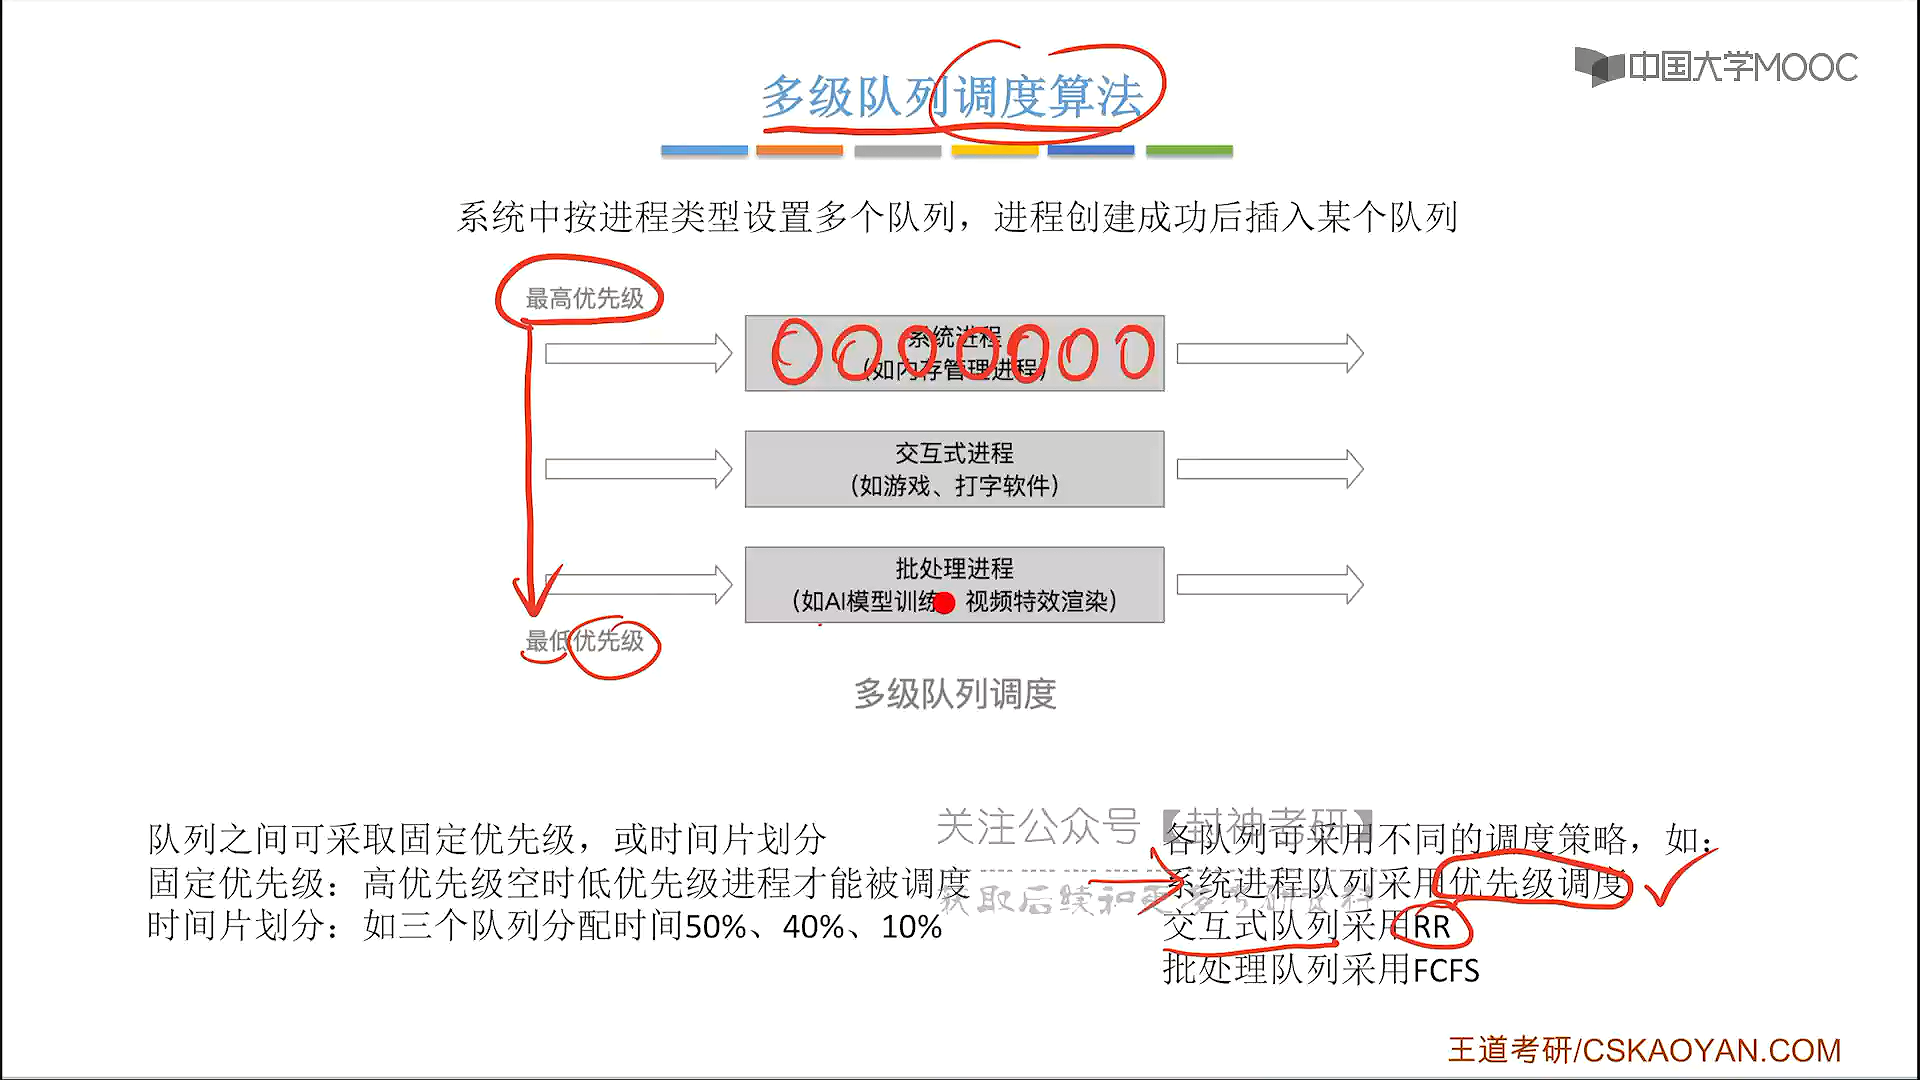 多级队列调度算法
中国大学MOOC
系统中按进程类型设置多个队列，进程创建成功后插入某个队列
最高优先级
系统进程
（如内存管理进程）
交互式进程
（如游戏、打字软件）
批处理进程
（如AI模型训练、视频特效渲染）
最低优先级
多级队列调度
队列之间可采取固定优先级，或时间片划分
固定优先级：高优先级空时低优先级进程才能被调度
时间片划分：如三个队列分配时间50%、40%、10%
关注公众号【封神考研】
获取后续和更多考研资料
各队列可采用不同的调度策略，如：
系统进程队列采用优先级调度
交互式队列采用RR
批处理队列采用FCFS
王道考研/CSKAOYAN.COM